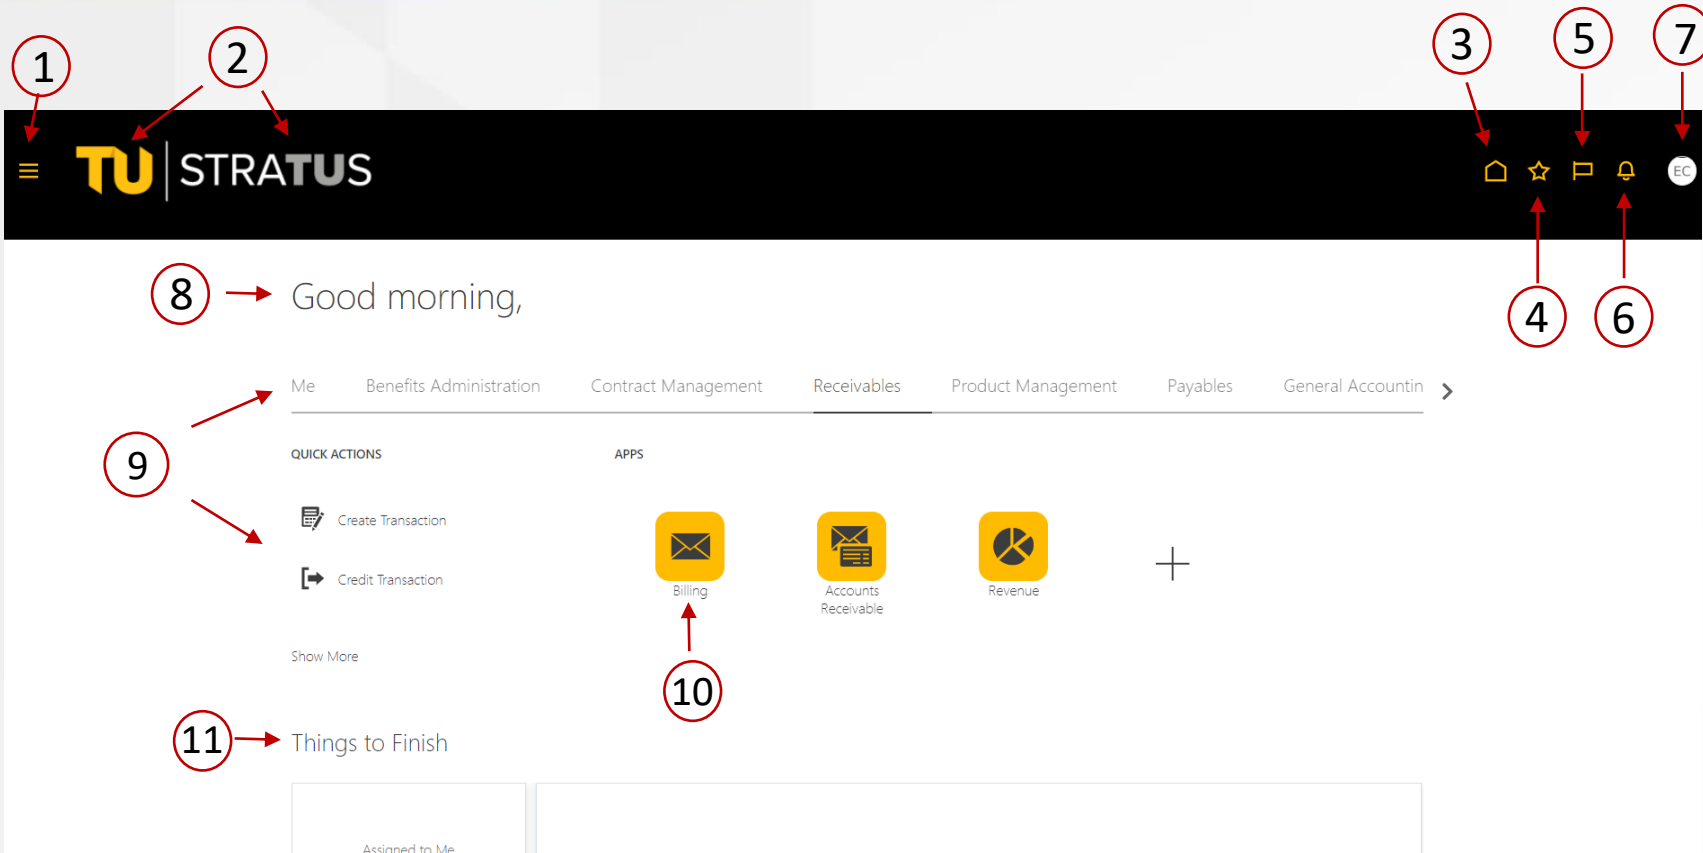 1
2
3
5
7
TU STRATUS
EC
8
Good morning,
4
6
Me Benefits Administration Contract Management Receivables Product Management Payables General Accountin
9
QUICK ACTIONS APPS
Create Transaction
Credit Transaction
Billing Accounts Revenue
Receivable
Show More
10
11
Things to Finish
Assigned to Me